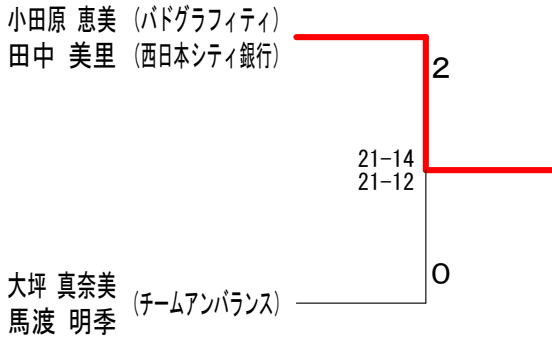 小田原 恵美 (バドグラフィティ)
田中 美里 (西日本シティ銀行)
2
21-14
21-12
0
大坪 真奈美
馬渡 明季
(チームアンバランス)